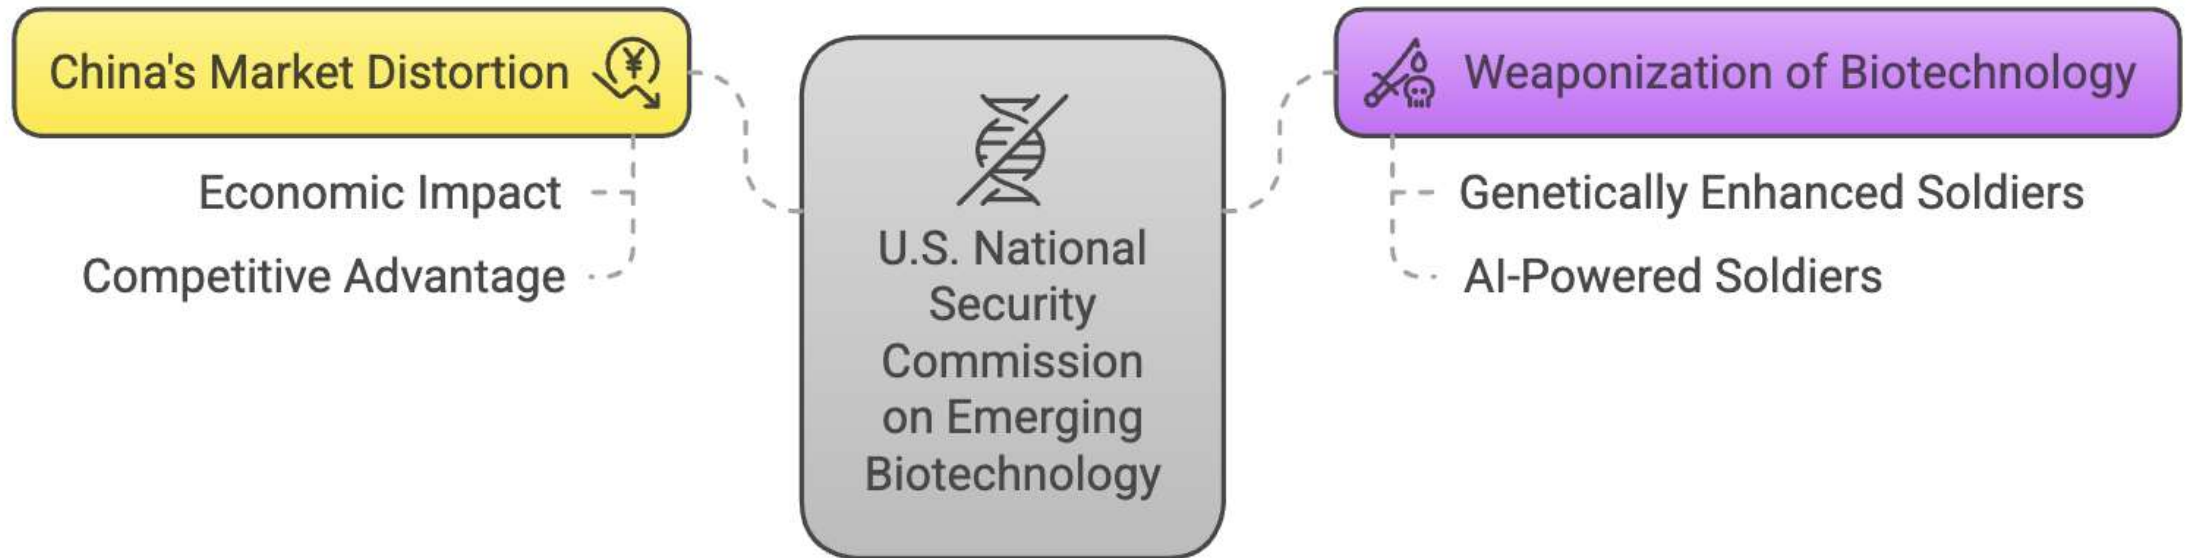 China's Market Distortion
¥
Economic Impact
Competitive Advantage
U.S. National
Security
Commission
on Emerging
Biotechnology
Weaponization of Biotechnology
Genetically Enhanced Soldiers
AI-Powered Soldiers